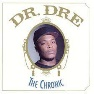 DR. DRE
THE CHRONIC